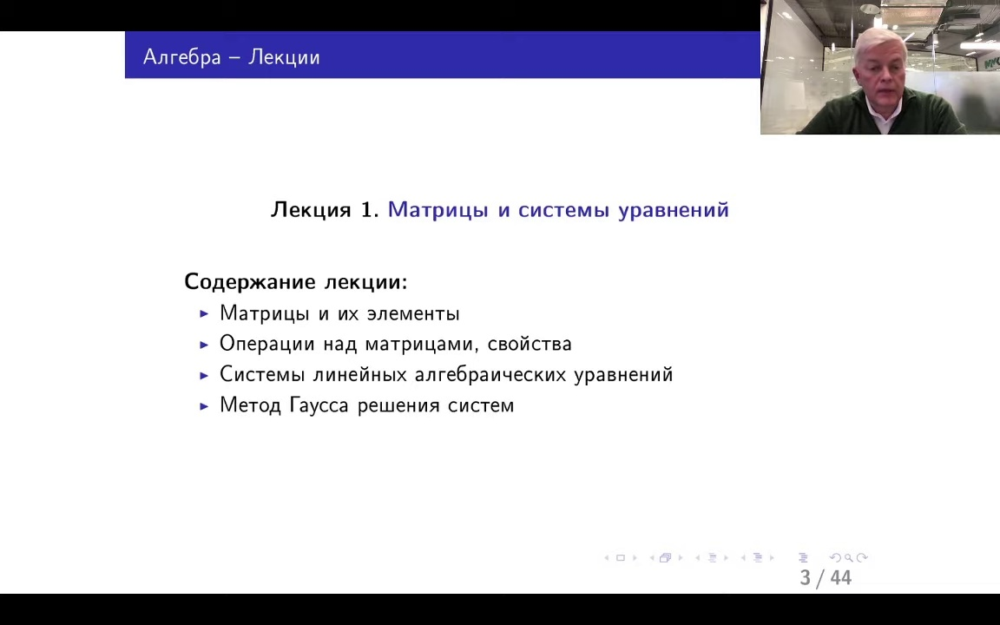 Алгебра – Лекции
Лекция 1. Матрицы и системы уравнений
Содержание лекции:
Матрицы и их элементы
Операции над матрицами, свойства
Системы линейных алгебраических уравнений
Метод Гаусса решения систем
3 / 44